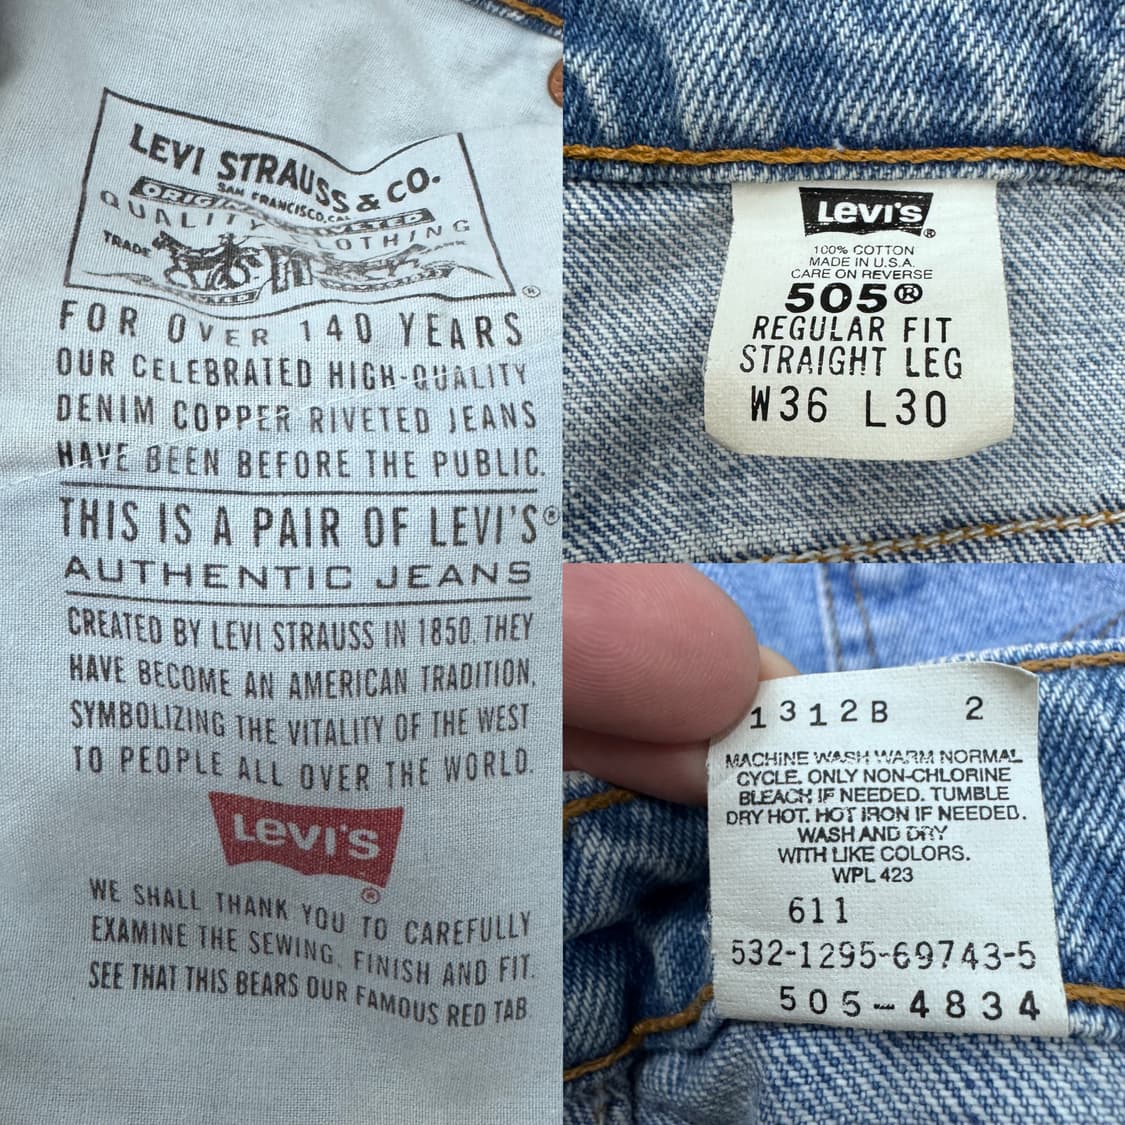 LEVI STRAUSS & CO.
SAN FRANCISCO, CAL
QUALITY CLOTHING
TRADE MARK
®
FOR OVER 140 YEARS
OUR CELEBRATED HIGH-QUALITY
DENIM COPPER RIVETED JEANS
HAVE BEEN BEFORE THE PUBLIC.
THIS IS A PAIR OF LEVI'S®
AUTHENTIC JEANS
CREATED BY LEVI STRAUSS IN 1850. THEY
HAVE BECOME AN AMERICAN TRADITION,
SYMBOLIZING THE VITALITY OF THE WEST
TO PEOPLE ALL OVER THE WORLD.
Levi's
®
WE SHALL THANK YOU TO CAREFULLY
EXAMINE THE SEWING, FINISH AND FIT.
SEE THAT THIS BEARS OUR FAMOUS RED TAB.
Levi's®
100% COTTON
MADE IN U.S.A.
CARE ON REVERSE
505®
REGULAR FIT
STRAIGHT LEG
W36 L30
1312B 2
MACHINE WASH WARM NORMAL
CYCLE. ONLY NON-CHLORINE
BLEACH IF NEEDED. TUMBLE
DRY HOT. HOT IRON IF NEEDED.
WASH AND DRY
WITH LIKE COLORS.
WPL 423
611
532-1295-69743-5
505-4834